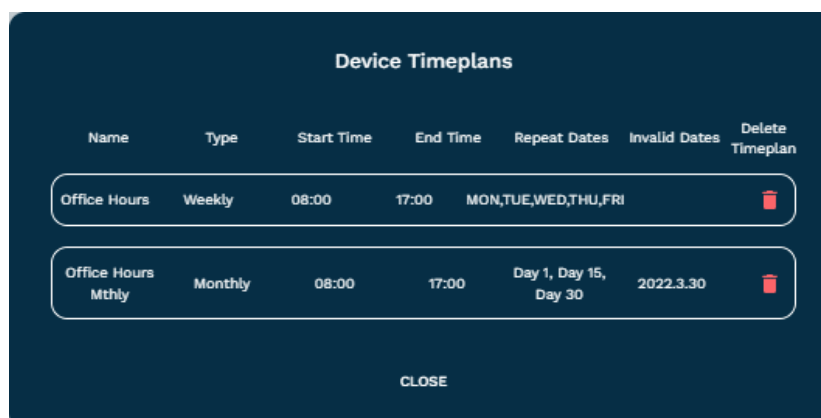 Device Timeplans
Name Type Start Time End Time Repeat Dates Invalid Dates Delete
Timeplan
Office Hours Weekly 08:00 17:00 MON,TUE,WED,THU,FRI
Office Hours
Mthly Monthly 08:00 17:00 Day 1, Day 15,
Day 30 2022.3.30
CLOSE